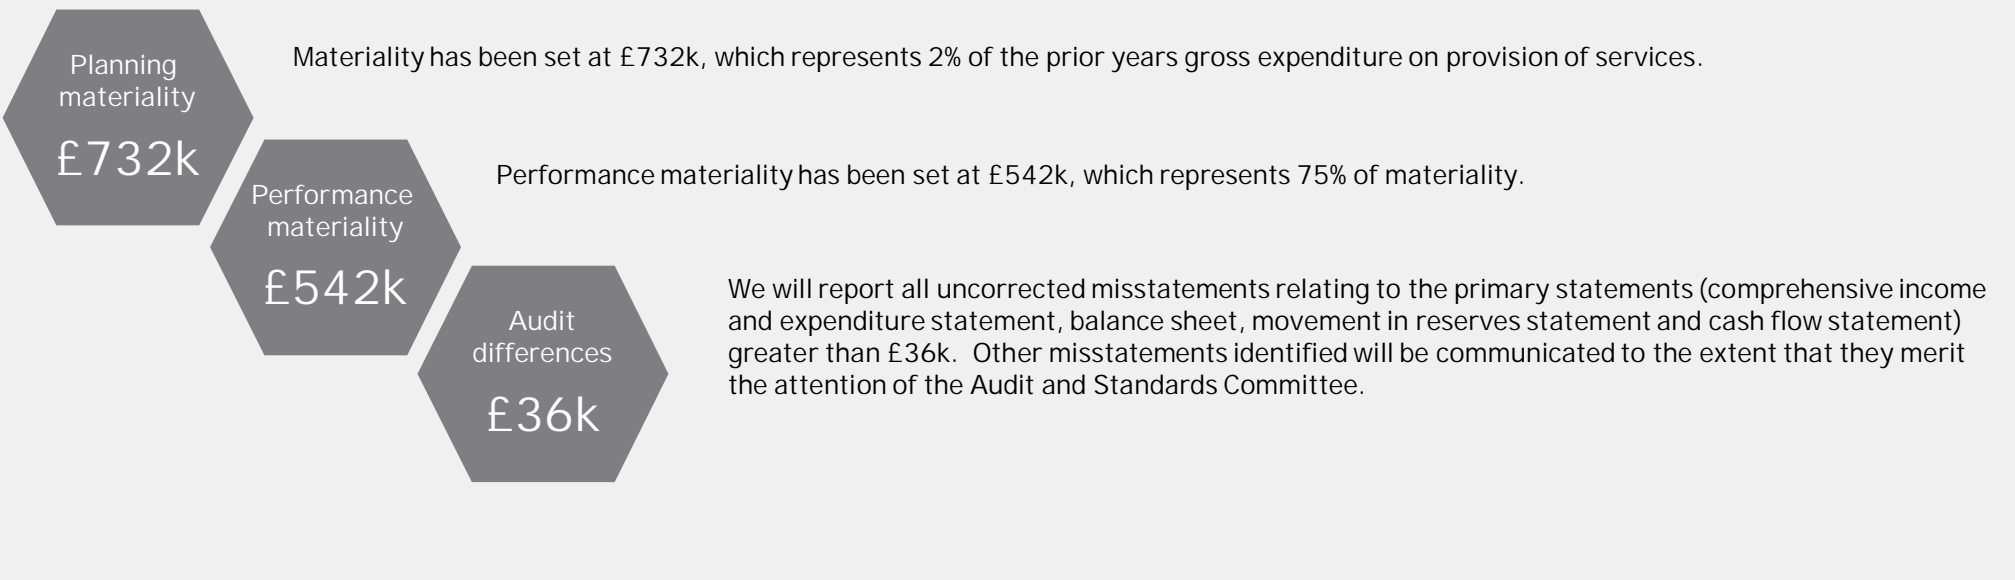 Planning
materiality
£732k
Materiality has been set at £732k, which represents 2% of the prior years gross expenditure on provision of services.
Performance
materiality
£542k
Performance materiality has been set at £542k, which represents 75% of materiality.
Audit
differences
£36k
We will report all uncorrected misstatements relating to the primary statements (comprehensive income
and expenditure statement, balance sheet, movement in reserves statement and cash flow statement)
greater than £36k.  Other misstatements identified will be communicated to the extent that they merit
the attention of the Audit and Standards Committee.